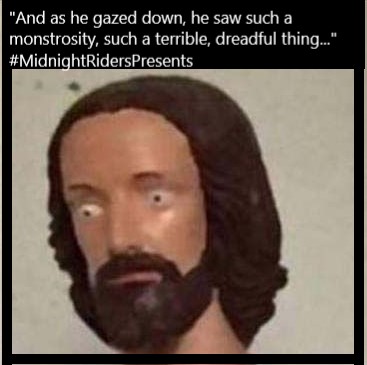 "And as he gazed down, he saw such a
monstrosity, such a terrible, dreadful thing..."
#MidnightRidersPresents